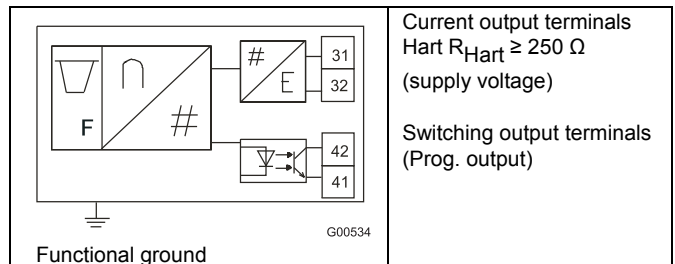 F
∩
#
#
E
31
32
42
41
G00534
Functional ground
Current output terminals
Hart R_Hart ≥ 250 Ω
(supply voltage)
Switching output terminals
(Prog. output)